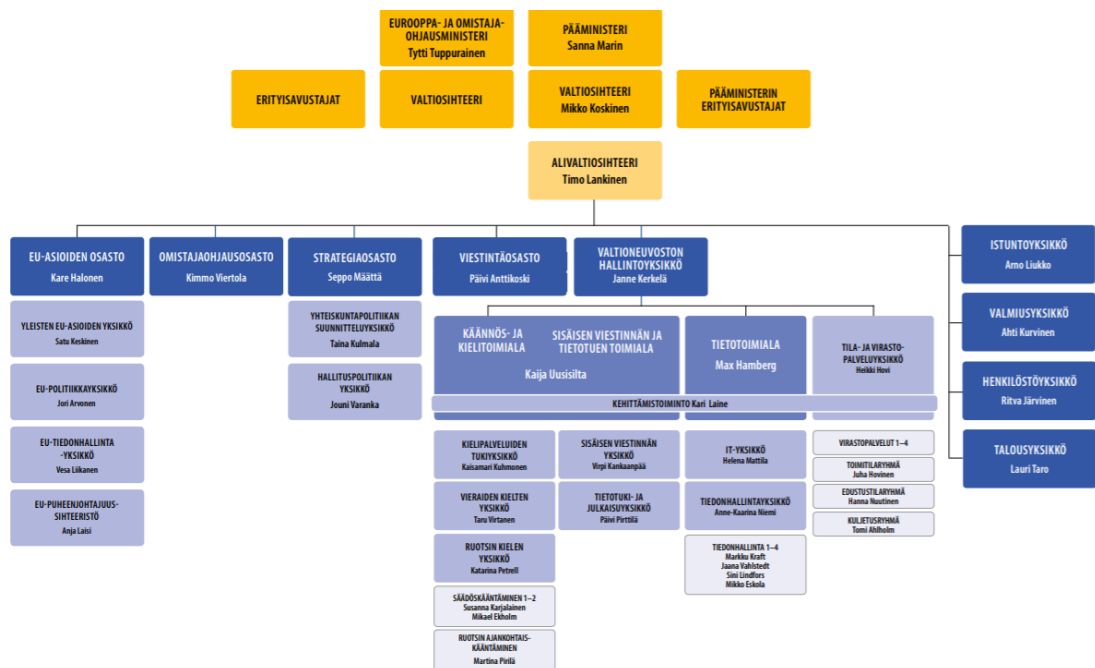 EUROOPPA- JA OMISTAJA-
OHJAUSMINISTERI
Tytti Tuppurainen
PÄÄMINISTERI
Sanna Marin
ERITYISAVUSTAJAT
VALTIOSIHTEERI
VALTIOSIHTEERI
Mikko Koskinen
PÄÄMINISTERIN
ERITYISAVUSTAJAT
ALIVALTIOSIHTEERI
Timo Lankinen
EU-ASIOIDEN OSASTO
Kare Halonen
OMISTAJAOHJAUSOSASTO
Kimmo Viertola
STRATEGIAOSASTO
Seppo Määttä
VIESTINTÄOSASTO
Päivi Anttikoski
VALTIONEUVOSTON
HALLINTOYKSIKKÖ
Janne Kerkelä
ISTUNTOYKSIKKÖ
Arno Liukko
VALMIUSYKSIKKÖ
Ahti Kurvinen
HENKILÖSTÖYKSIKKÖ
Ritva Järvinen
TALOUSYKSIKKÖ
Lauri Taro
YLEISTEN EU-ASIOIDEN YKSIKKÖ
Satu Keskinen
EU-POLITIIKKAYKSIKKÖ
Jori Arvonen
EU-TIEDONHALLINTA
-YKSIKKÖ
Vesa Liikanen
EU-PUHEENJOHTAJUUS-
SIHTEERISTÖ
Anja Laisi
YHTEISKUNTAPOLITIIKAN
SUUNNITTELUYKSIKKÖ
Taina Kulmala
HALLITUSPOLITIIKAN
YKSIKKÖ
Jouni Varanka
KÄÄNNÖS- JA
KIELITOIMIALA
SISÄISEN VIESTINNÄN JA
TIETOTUEN TOIMIALA
Kaija Uusisilta
TIETOTOIMIALA
Max Hamberg
TILA- JA VIRASTO-
PALVELUYKSIKKÖ
Heikki Hovi
KEHITTÄMISTOIMINTO Kari Laine
KIELIPALVELUIDEN
TUKIYKSIKKÖ
Kaisamari Kuhmonen
VIERAIDEN KIELTEN
YKSIKKÖ
Taru Virtanen
RUOTSIN KIELEN
YKSIKKÖ
Katarina Petrell
SÄÄDÖSKÄÄNTÄMINEN 1–2
Susanna Karjalainen
Mikael Ekholm
RUOTSIN AJANKOHTAIS-
KÄÄNTÄMINEN
Martina Pirilä
SISÄISEN VIESTINNÄN
YKSIKKÖ
Virpi Kankaanpää
TIETOTUKI- JA
JULKAISUYKSIKKÖ
Päivi Pirttilä
IT-YKSIKKÖ
Helena Mattila
TIEDONHALLINTAYKSIKKÖ
Anne-Kaarina Niemi
TIEDONHALLINTA 1–4
Markku Kraft
Jaana Vahlstedt
Sini Lindfors
Mikko Eskola
VIRASTOPALVELUT 1–4
TOIMITILARYHMÄ
Juha Hovinen
EDUSTUSTILARYHMÄ
Hanna Nuutinen
KULJETUSRYHMÄ
Tomi Ahlholm